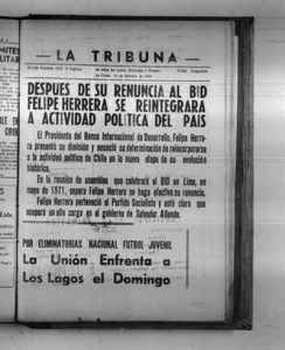 LA TRIBUNA
DESPUES DE SU RENUNCIA AL BID
FELIPE HERRERA SE REINTEGRARA
A ACTIVIDAD POLITICA DEL PAIS
El Presidente del Banco Internacional de Desarrollo, Felipe Herre-
ra presentó su dimisión y anunció su determinación de reincorporarse
a la actividad política de Chile en la nueva etapa de su evolución
histórica.
En la reunión de asamblea que celebrará el BID en Lima, en
mayo de 1971, espera Felipe Herrera se haga efectiva su renuncia.
Felipe Herrera perteneció al Partido Socialista y está claro que
ocupará un alto cargo en el gobierno de Salvador Allende.
POR ELIMINATORIAS NACIONAL FUTBOL JUVENIL
La Unión Enfrenta a
Los Lagos el Domingo